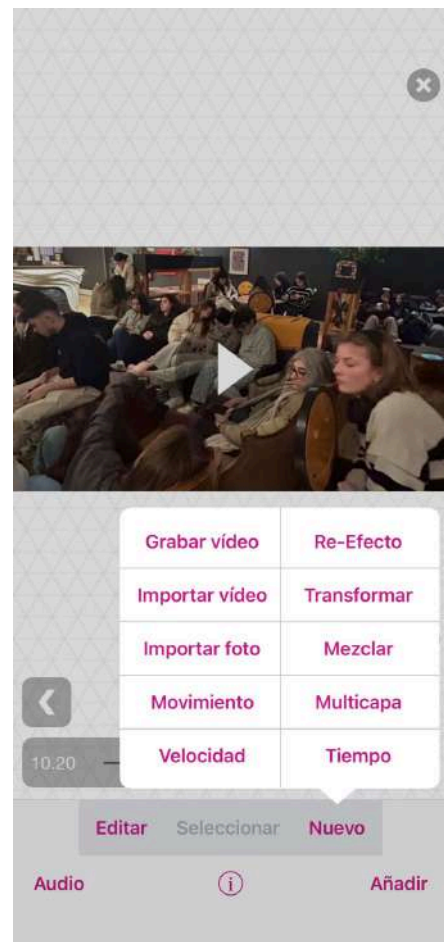 Grabar vídeo Re-Efecto
Importar vídeo Transformar
Importar foto Mezclar
Movimiento Multicapa
Velocidad Tiempo
10.20
Editar Seleccionar Nuevo
Audio i Añadir